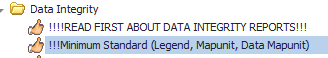 Data Integrity
!!!!READ FIRST ABOUT DATA INTEGRITY REPORTS!!!
!!!Minimum Standard (Legend, Mapunit, Data Mapunit)